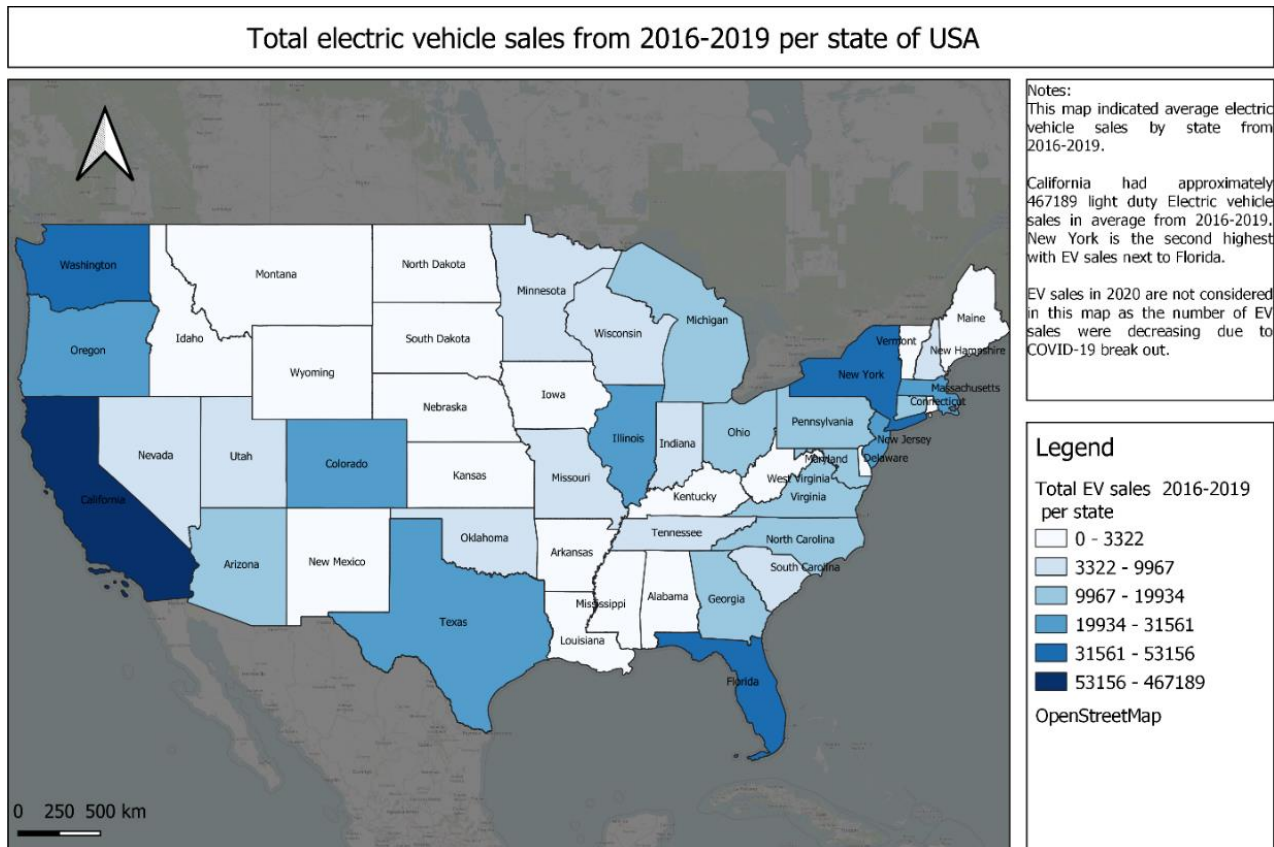 Total electric vehicle sales from 2016-2019 per state of USA
Notes:
This map indicated average electric
vehicle sales by state from
2016-2019.
California had approximately
467189 light duty Electric vehicle
sales in average from 2016-2019.
New York is the second highest
with EV sales next to Florida.
EV sales in 2020 are not considered
in this map as the number of EV
sales were decreasing due to
COVID-19 break out.
Washington
Montana
North Dakota
Minnesota
Maine
Idaho
Oregon
South Dakota
Wisconsin
Michigan
Vermont
New Hampshire
Wyoming
New York
Massachusetts
Iowa
Connecticut
Nebraska
Nevada
Utah
Colorado
Illinois
Indiana
Ohio
Pennsylvania
New Jersey
California
Kansas
Missouri
Maryland
Delaware
West Virginia
Kentucky
Virginia
Arizona
New Mexico
Oklahoma
Arkansas
Tennessee
North Carolina
South Carolina
Texas
Mississippi
Alabama
Georgia
Louisiana
Florida
0 250 500 km
Legend
Total EV sales 2016-2019
per state
0 - 3322
3322 - 9967
9967 - 19934
19934 - 31561
31561 - 53156
53156 - 467189
OpenStreetMap